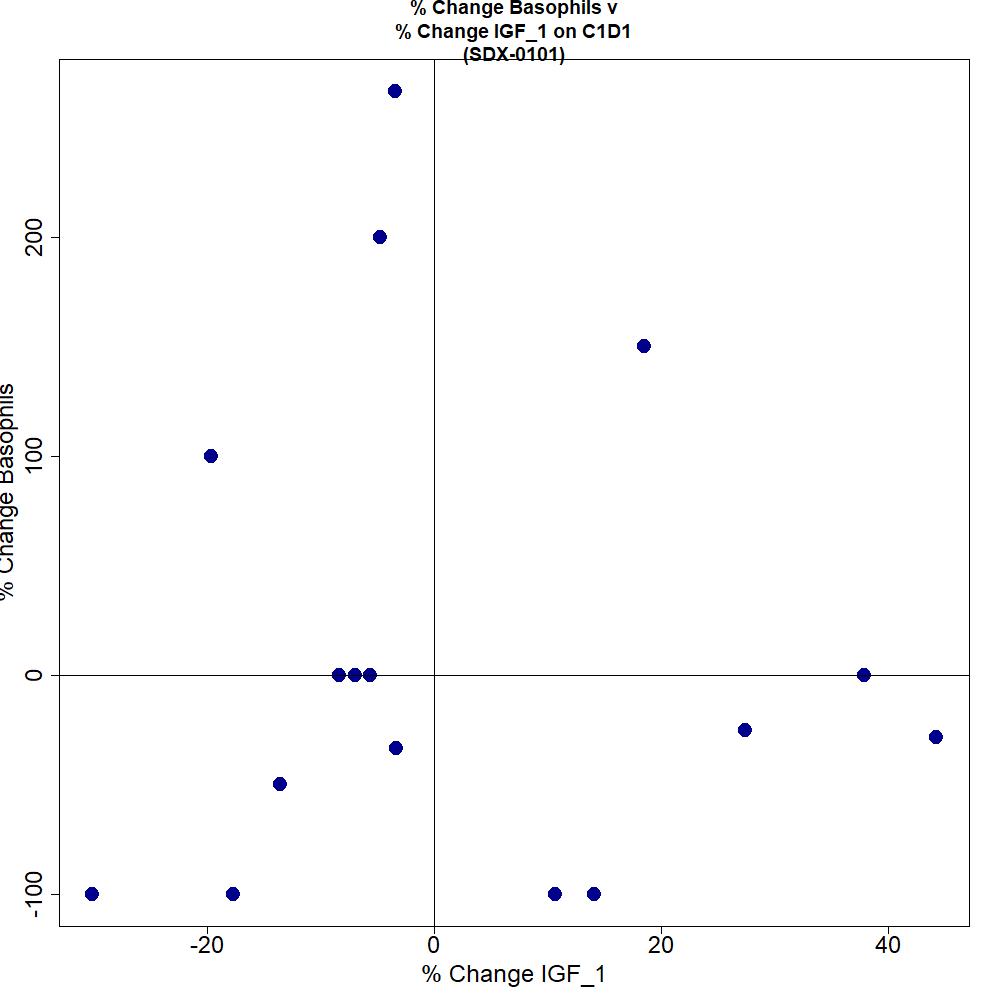 % Change Basophils v
% Change IGF_1 on C1D1
(SDX-0101)
% Change Basophils
200
100
0
-100
-20
0
20
40
% Change IGF_1